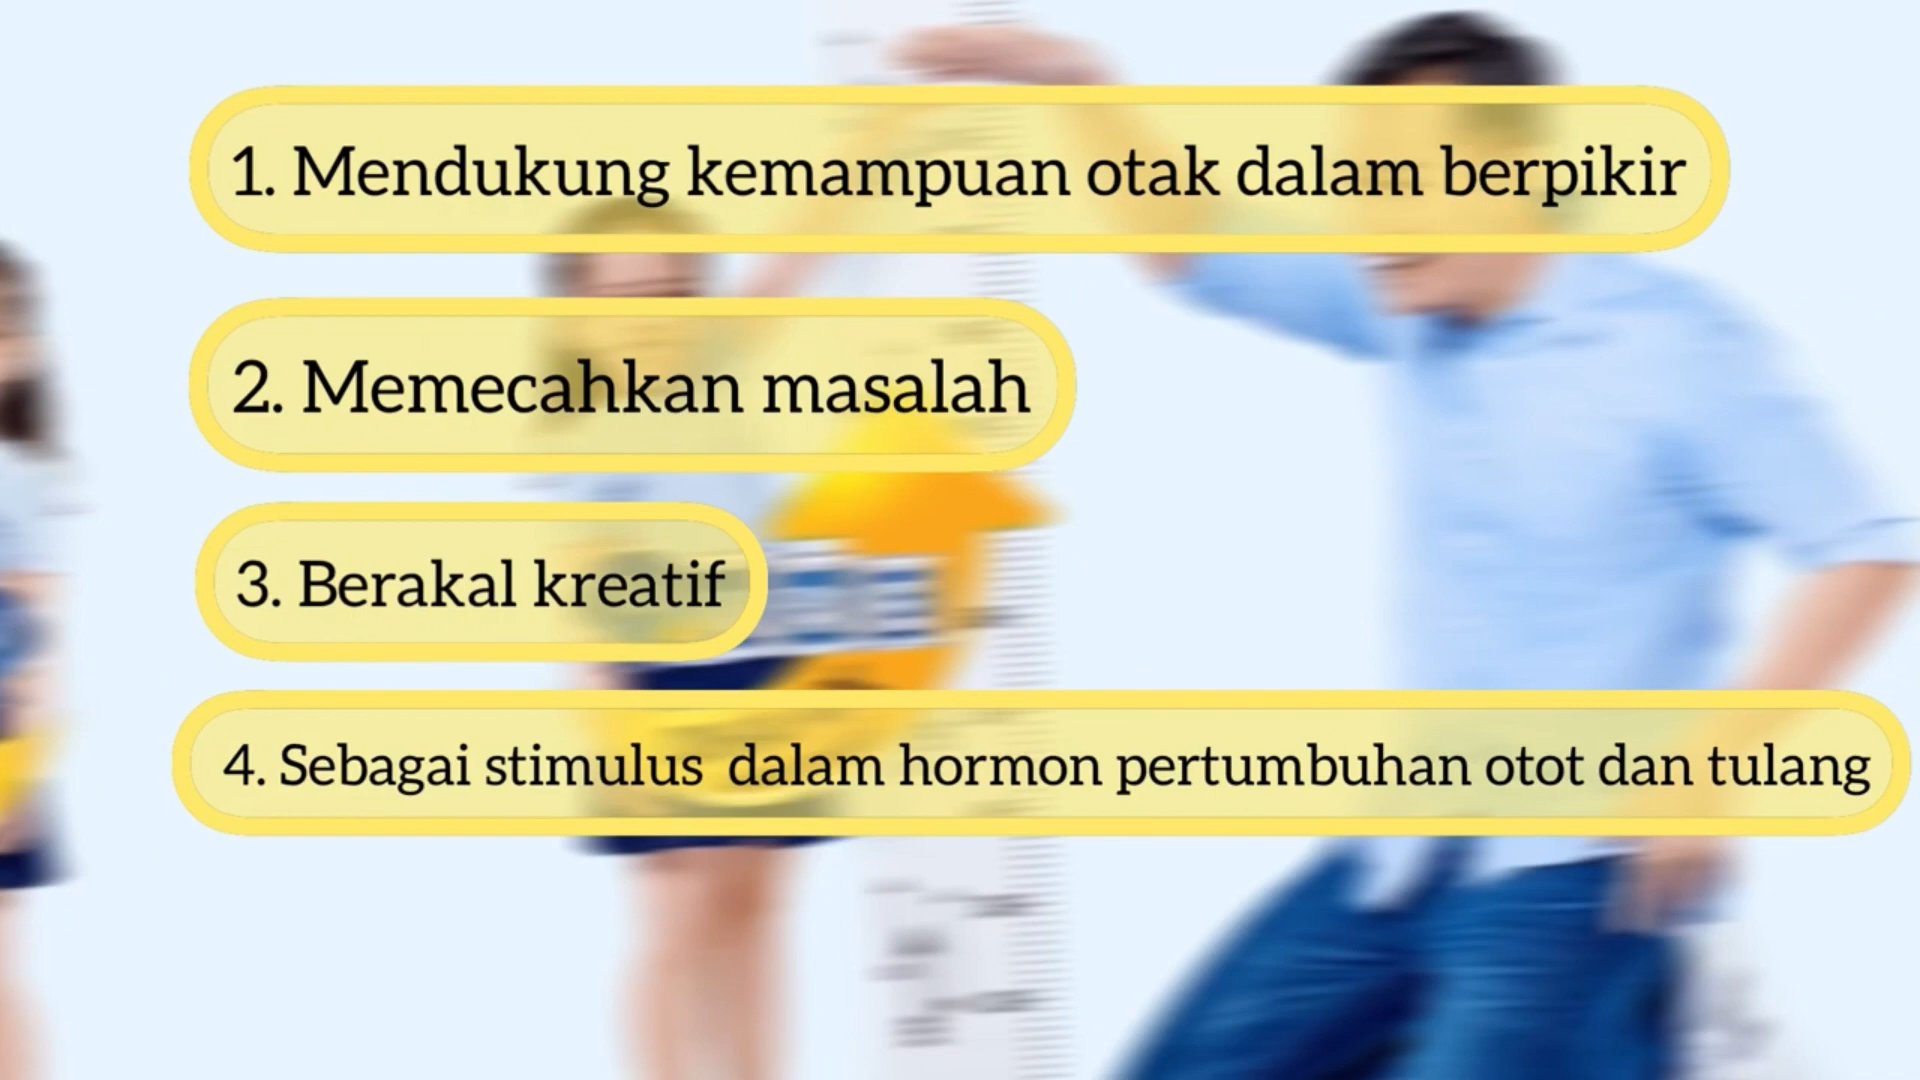 1. Mendukung kemampuan otak dalam berpikir
2. Memecahkan masalah
3. Berakal kreatif
4. Sebagai stimulus dalam hormon pertumbuhan otot dan tulang